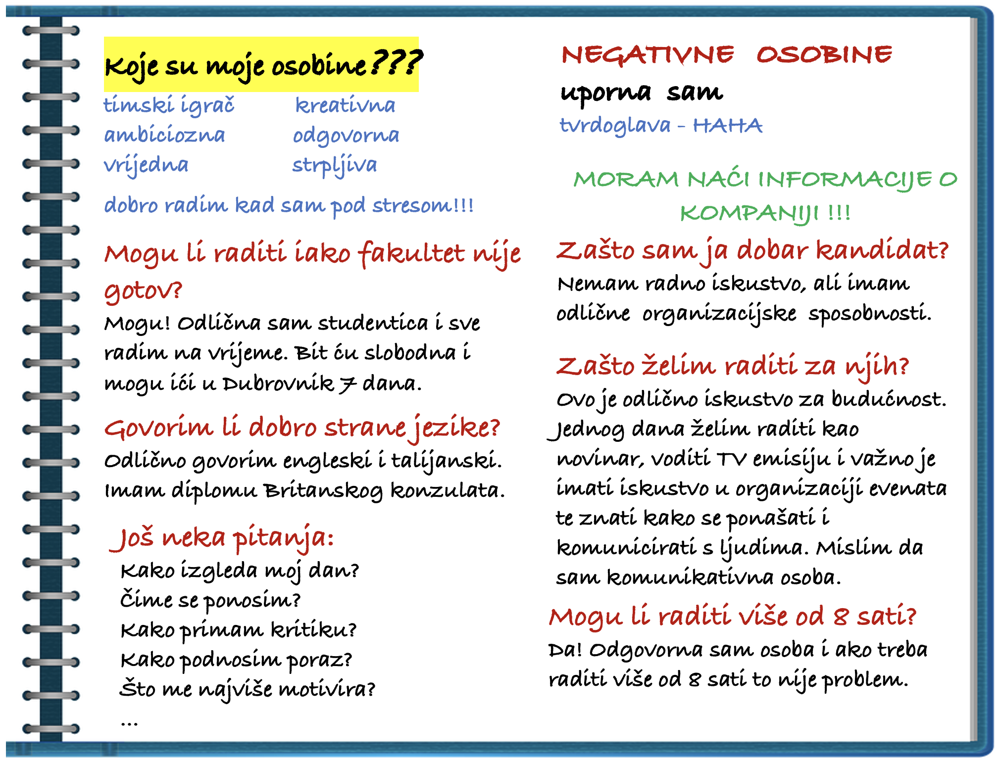 Koje su moje osobine???
timski igrač kreativna
ambiciozna odgovorna
vrijedna strpljiva
dobro radim kad sam pod stresom!!!
Mogu li raditi iako fakultet nije
gotov?
Mogu! Odlična sam studentica i sve
radim na vrijeme. Bit ću slobodna i
mogu ići u Dubrovnik 7 dana.
Govorim li dobro strane jezike?
Odlično govorim engleski i talijanski.
Imam diplomu Britanskog konzulata.
Još neka pitanja:
Kako izgleda moj dan?
Čime se ponosim?
Kako primam kritiku?
Kako podnosim poraz?
Što me najviše motivira?
...
NEGATIVNE OSOBINE
uporna sam
tvrdoglava - HAHA
MORAM NAĆI INFORMACIJE O
KOMPANIJI !!!
Zašto sam ja dobar kandidat?
Nemam radno iskustvo, ali imam
odlične organizacijske sposobnosti.
Zašto želim raditi za njih?
Ovo je odlično iskustvo za budućnost.
Jednog dana želim raditi kao
novinar, voditi TV emisiju i važno je
imati iskustvo u organizaciji evenata
te znati kako se ponašati i
komunicirati s ljudima. Mislim da
sam komunikativna osoba.
Mogu li raditi više od 8 sati?
Da! Odgovorna sam osoba i ako treba
raditi više od 8 sati to nije problem.